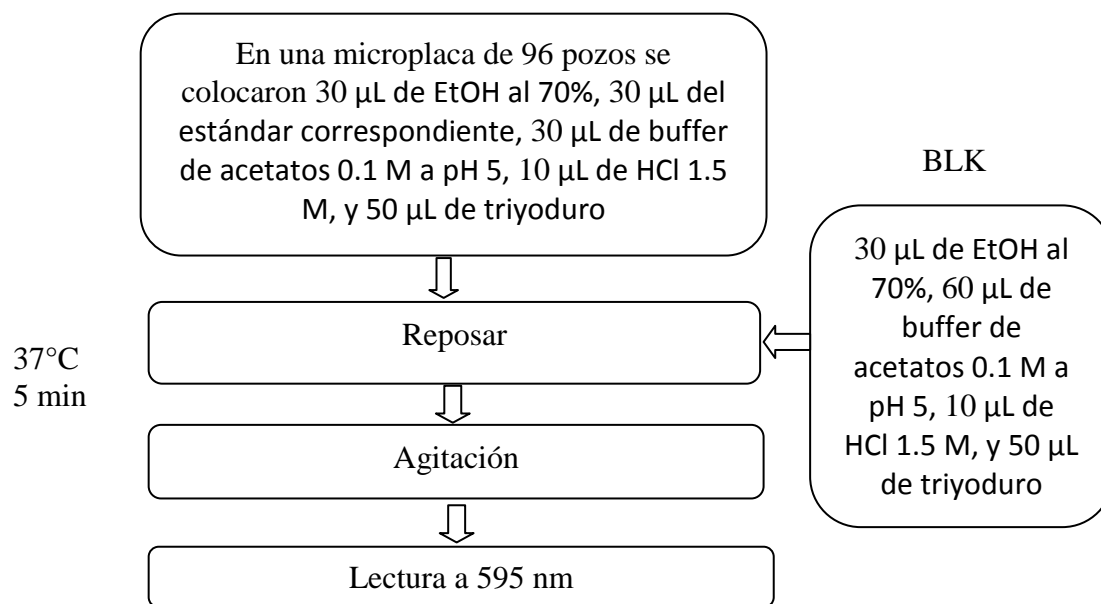 En una microplaca de 96 pozos se
colocaron 30 µL de EtOH al 70%, 30 µL del
estándar correspondiente, 30 µL de buffer
de acetatos 0.1 M a pH 5, 10 µL de HCl 1.5
M, y 50 µL de triyoduro
BLK
30 µL de EtOH al
70%, 60 µL de
buffer de
acetatos 0.1 M a
pH 5, 10 µL de
HCl 1.5 M, y 50 µL
de triyoduro
Reposar
37°C
5 min
Agitación
Lectura a 595 nm